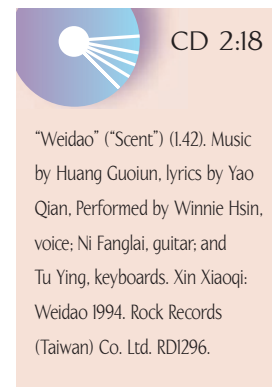 CD 2:18
“Weidao” (“Scent”) (1.42). Music
by Huang Guoiun, lyrics by Yao
Qian, Performed by Winnie Hsin,
voice; Ni Fanglai, guitar; and
Tu Ying, keyboards. Xin Xiaoqi:
Weidao 1994. Rock Records
(Taiwan) Co. Ltd. RD1296.